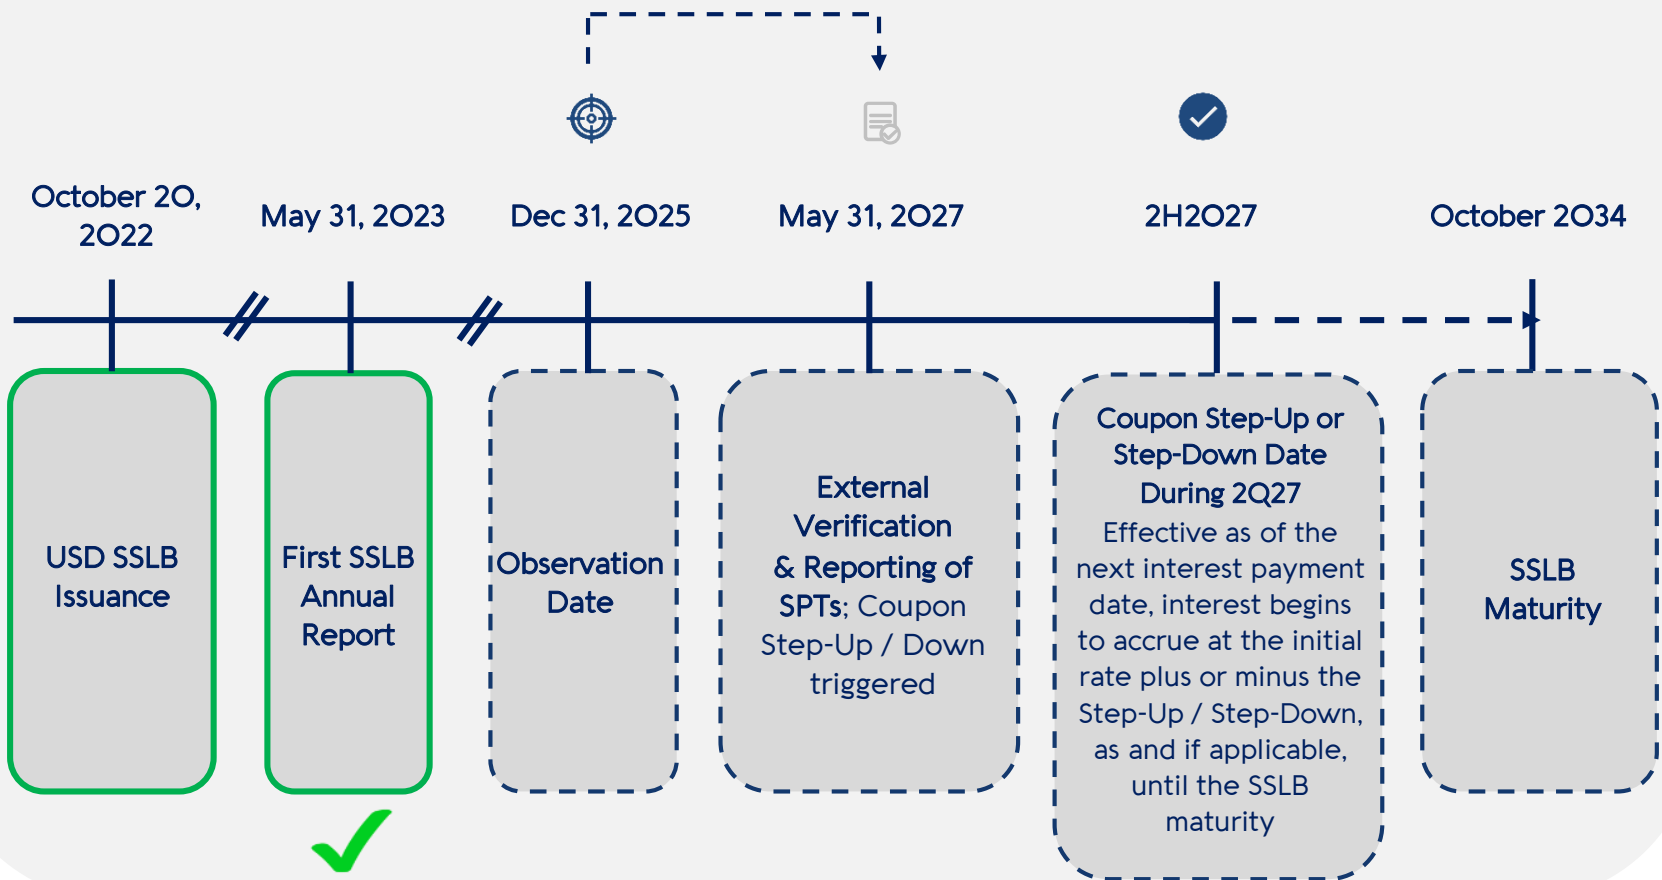 October 20,
2022
May 31, 2023
Dec 31, 2025
May 31, 2027
2H2027
October 2034
USD SSLB
Issuance
First SSLB
Annual
Report
Observation
Date
External
Verification
& Reporting of
SPTs; Coupon
Step-Up / Down
triggered
Coupon Step-Up or
Step-Down Date
During 2Q27
Effective as of the
next interest payment
date, interest begins
to accrue at the initial
rate plus or minus the
Step-Up / Step-Down,
as and if applicable,
until the SSLB
maturity
SSLB
Maturity